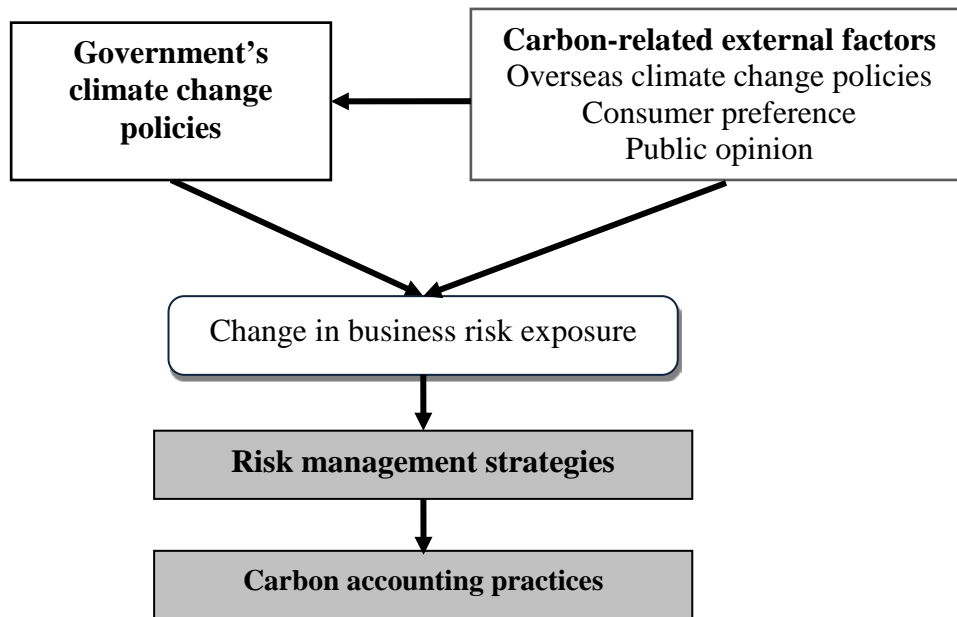 Government’s
climate change
policies
Carbon-related external factors
Overseas climate change policies
Consumer preference
Public opinion
Change in business risk exposure
Risk management strategies
Carbon accounting practices